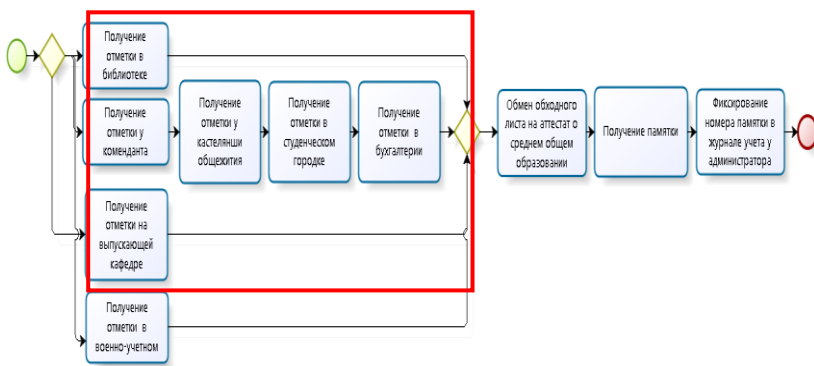 Получение
отметки в
библиотеке
Получение
отметки у
коменданта
Получение
отметки у
кастелянши
общежития
Получение
отметки в
студенческом
городке
Получение
отметки в
бухгалтерии
Обмен обходного
листа на аттестат о
среднем общем
образовании
Получение памятки
Фиксирование
номера памятки в
журнале учета у
администратора
Получение
отметки на
выпускающей
кафедре
Получение
отметки в
военно-учетном